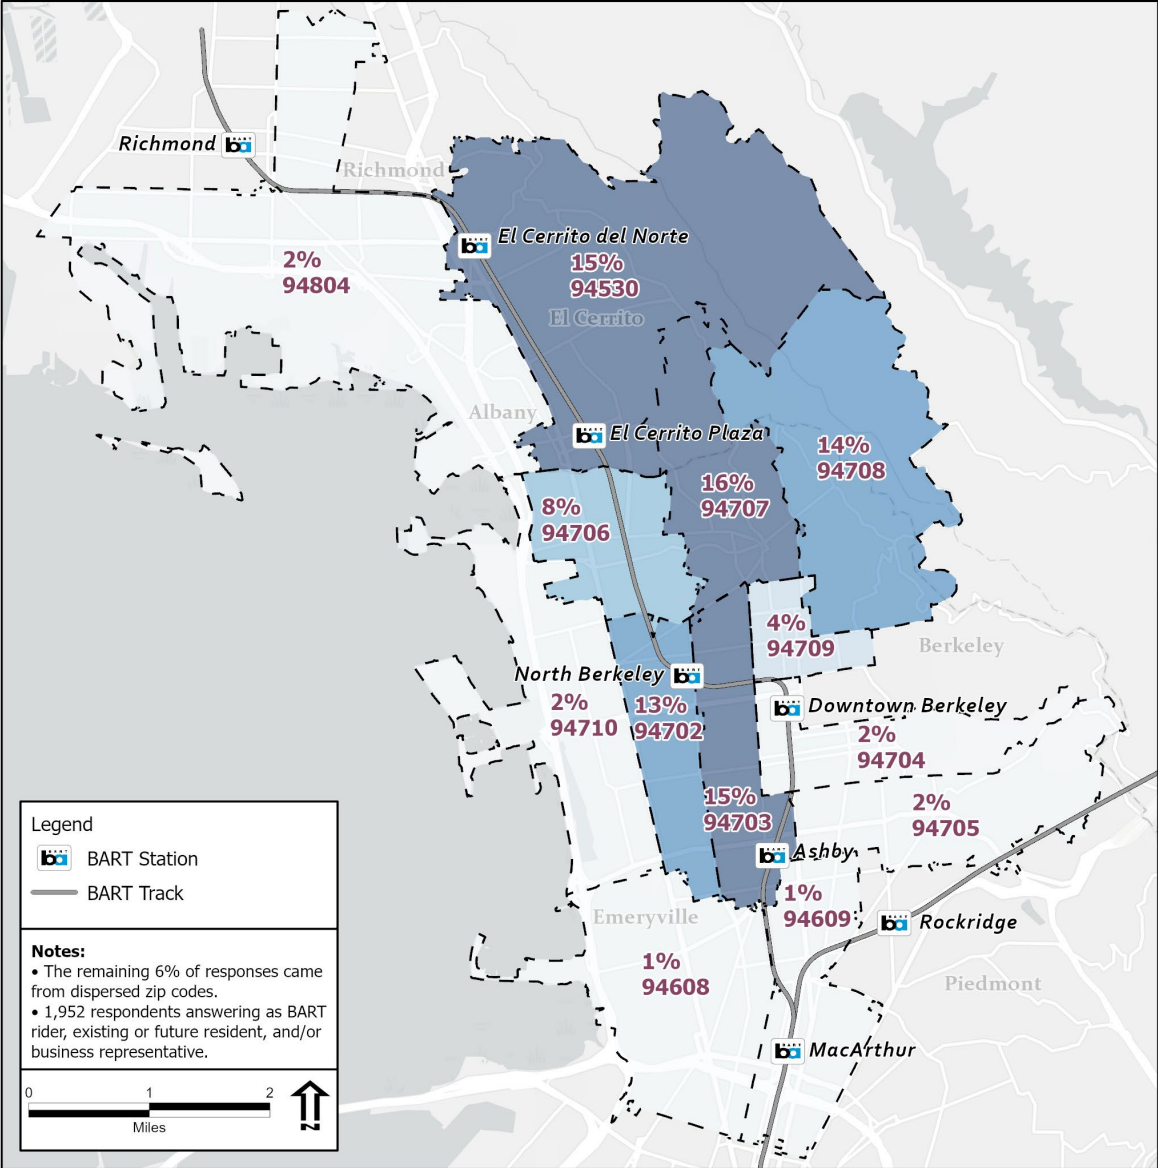 Richmond
Richmond
El Cerrito del Norte
15%
94530
El Cerrito
2%
94804
Albany
El Cerrito Plaza
14%
94708
16%
94707
8%
94706
4%
94709
Berkeley
North Berkeley
2%
94710
13%
94702
Downtown Berkeley
2%
94704
15%
94703
2%
94705
Ashby
1%
94609
Rockridge
Emeryville
1%
94608
Piedmont
MacArthur
Legend
BART Station
BART Track
Notes:
• The remaining 6% of responses came
from dispersed zip codes.
• 1,952 respondents answering as BART
rider, existing or future resident, and/or
business representative.
0 1 2
Miles
N